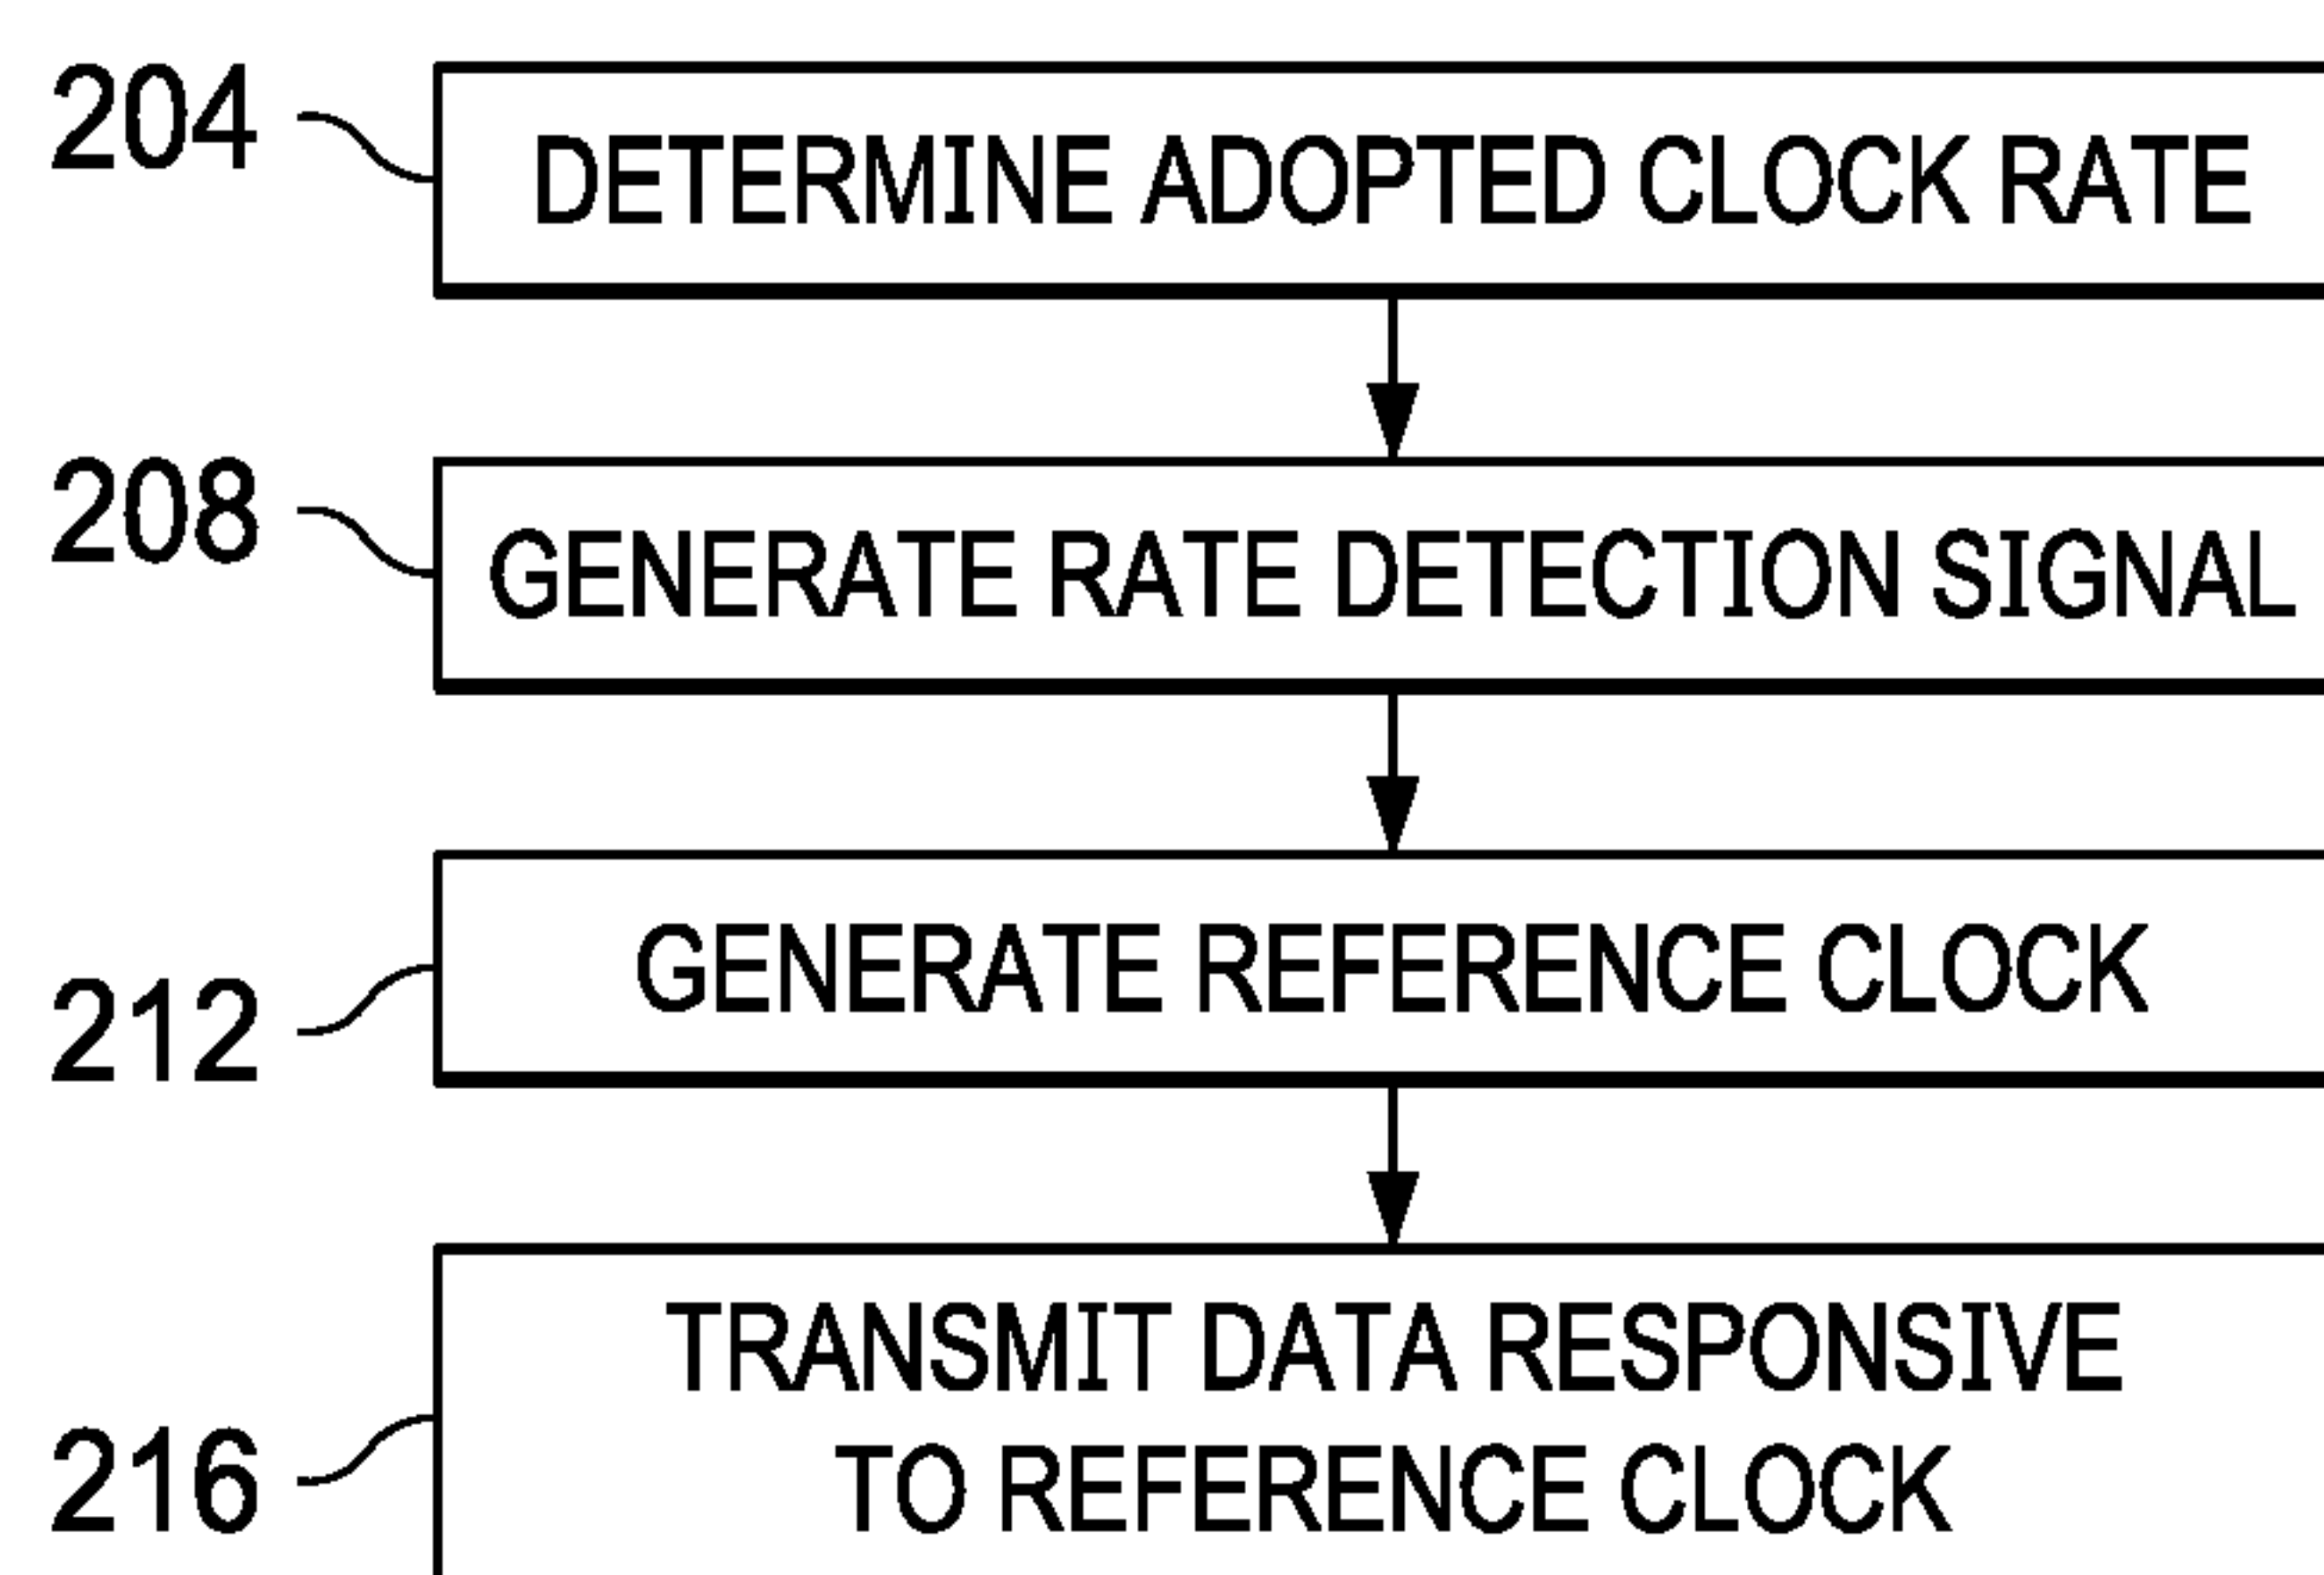 204
DETERMINE ADOPTED CLOCK RATE
208
GENERATE RATE DETECTION SIGNAL
212
GENERATE REFERENCE CLOCK
216
TRANSMIT DATA RESPONSIVE
TO REFERENCE CLOCK